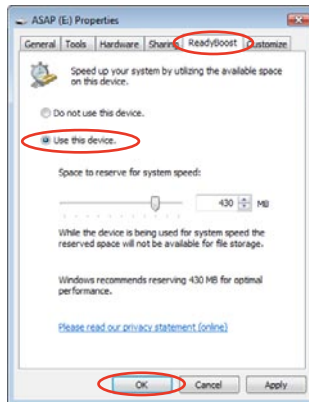 ASAP (E:) Properties
General Tools Hardware Sharing ReadyBoost Customize
Speed up your system by utilizing the available space
on this device.
Do not use this device.
Use this device.
Space to reserve for system speed:
430 MB
While the device is being used for system speed the
reserved space will not be available for file storage.
Windows recommends reserving 430 MB for optimal
performance.
Please read our privacy statement (online)
OK Cancel Apply